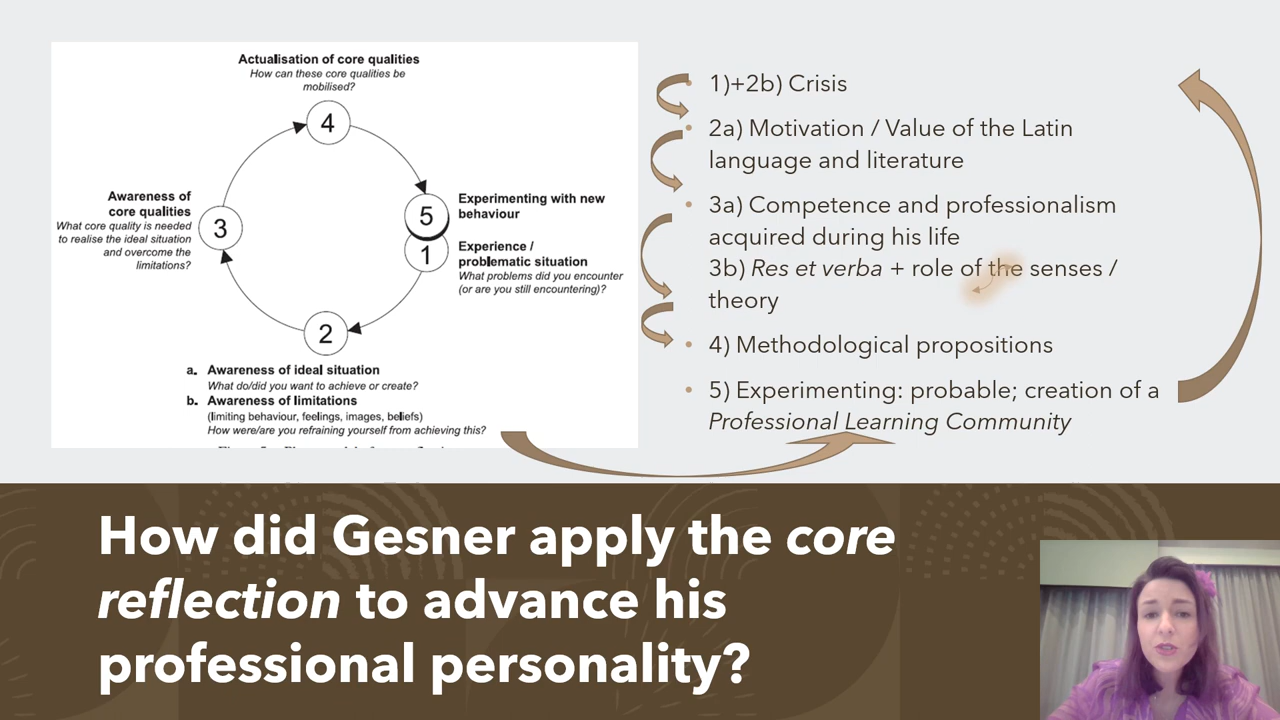 Actualisation of core qualities
How can these core qualities be
mobilised?
4
Awareness of
core qualities
What core quality is needed
to realise the ideal situation
and overcome the
limitations?
3
5
Experimenting with new
behaviour
1
Experience /
problematic situation
What problems did you encounter
(or are you still encountering)?
2
a. Awareness of ideal situation
What do/did you want to achieve or create?
b. Awareness of limitations
(limiting behaviour, feelings, images, beliefs)
How were/are you refraining yourself from achieving this?
• 1)+2b) Crisis
• 2a) Motivation / Value of the Latin
language and literature
• 3a) Competence and professionalism
acquired during his life
3b) Res et verba + role of the senses /
theory
• 4) Methodological propositions
• 5) Experimenting: probable; creation of a
Professional Learning Community
How did Gesner apply the core
reflection to advance his
professional personality?